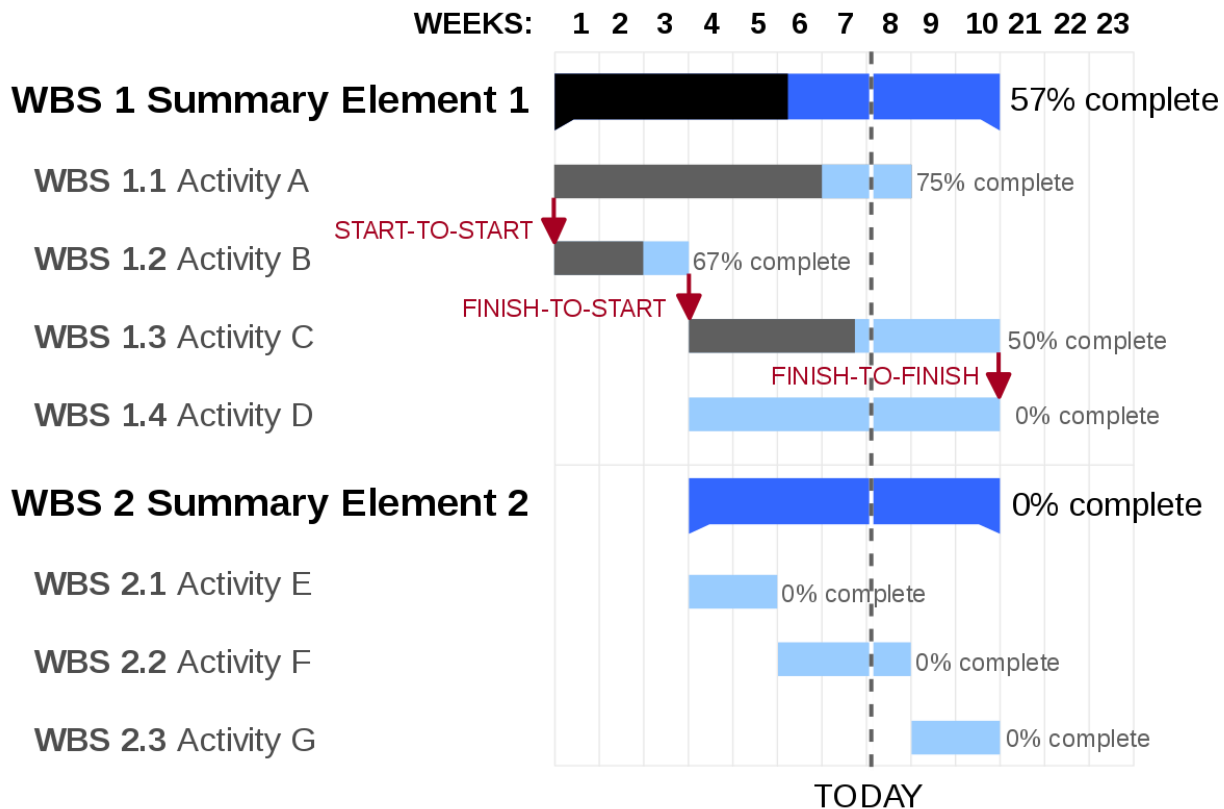 WEEKS: 1 2 3 4 5 6 7 8 9 10 21 22 23
WBS 1 Summary Element 1 57% complete
WBS 1.1 Activity A 75% complete
START-TO-START
WBS 1.2 Activity B 67% complete
FINISH-TO-START
WBS 1.3 Activity C 50% complete
FINISH-TO-FINISH
WBS 1.4 Activity D 0% complete
WBS 2 Summary Element 2 0% complete
WBS 2.1 Activity E 0% complete
WBS 2.2 Activity F 0% complete
WBS 2.3 Activity G 0% complete
TODAY